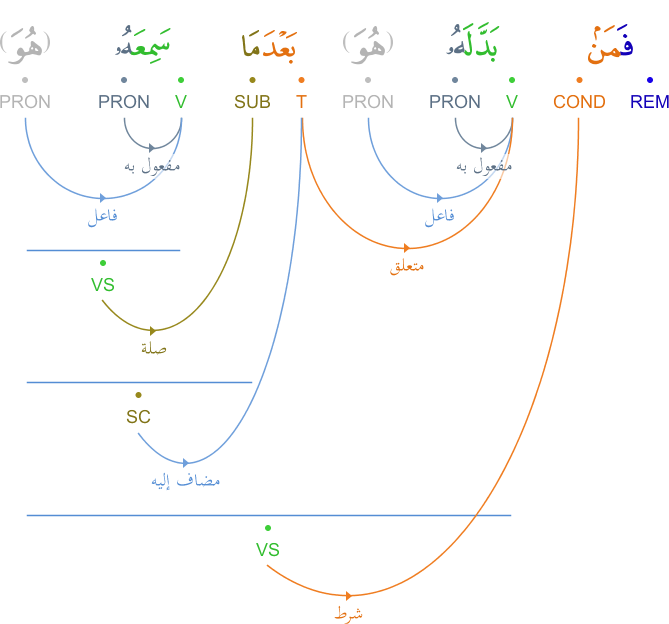 فَمَنۢ بَدَّلَهُۥ (هُوَ) بَعْدَمَا سَمِعَهُۥ (هُوَ)
REM COND V PRON PRON T SUB V PRON PRON
مفعول به مفعول به
فاعل فاعل
متعلق
VS
صلة
SC
مضاف إليه
VS
شرط